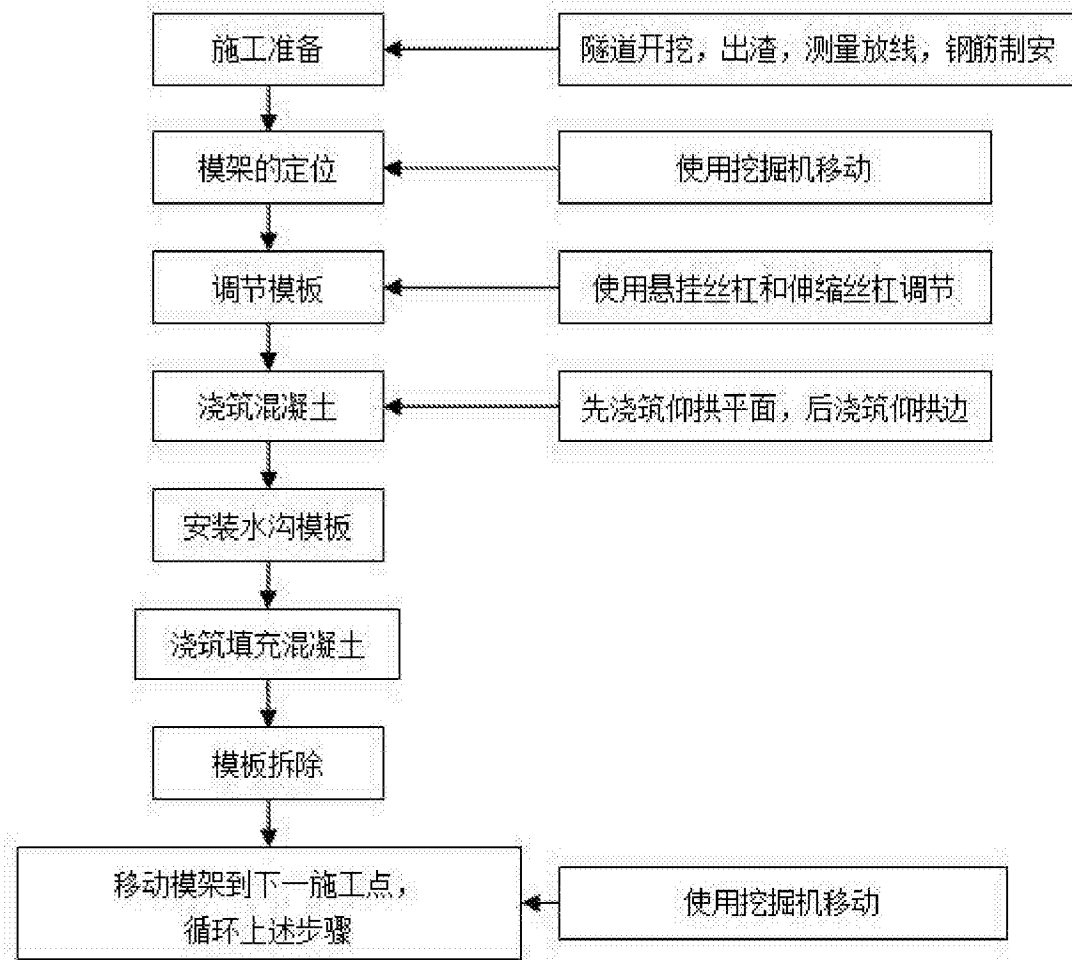 施工准备
隧道开挖，出渣，测量放线，钢筋制安
模架的定位
使用挖掘机移动
调节模板
使用悬挂丝杠和伸缩丝杠调节
浇筑混凝土
先浇筑仰拱平面，后浇筑仰拱边
安装水沟模板
浇筑填充混凝土
模板拆除
移动模架到下一施工点，
循环上述步骤
使用挖掘机移动